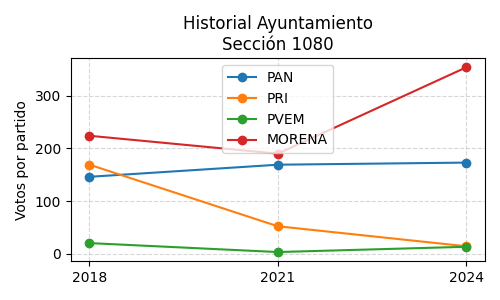 Historial Ayuntamiento
Sección 1080
Votos por partido
300
200
100
0
PAN
PRI
PVEM
MORENA
2018
2021
2024